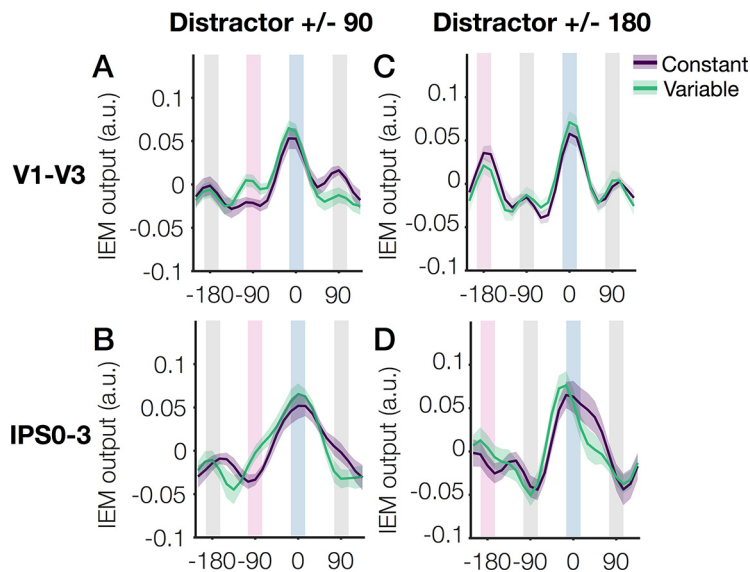 Distractor +/- 90
Distractor +/- 180
A
C
Constant
Variable
V1-V3
IEM output (a.u.)
0.1
0.05
0
-0.05
-0.1
-180 -90 0 90
IEM output (a.u.)
0.1
0.05
0
-0.05
-0.1
-180 -90 0 90
B
D
IPS0-3
IEM output (a.u.)
0.1
0.05
0
-0.05
-0.1
-180 -90 0 90
IEM output (a.u.)
0.1
0.05
0
-0.05
-0.1
-180 -90 0 90